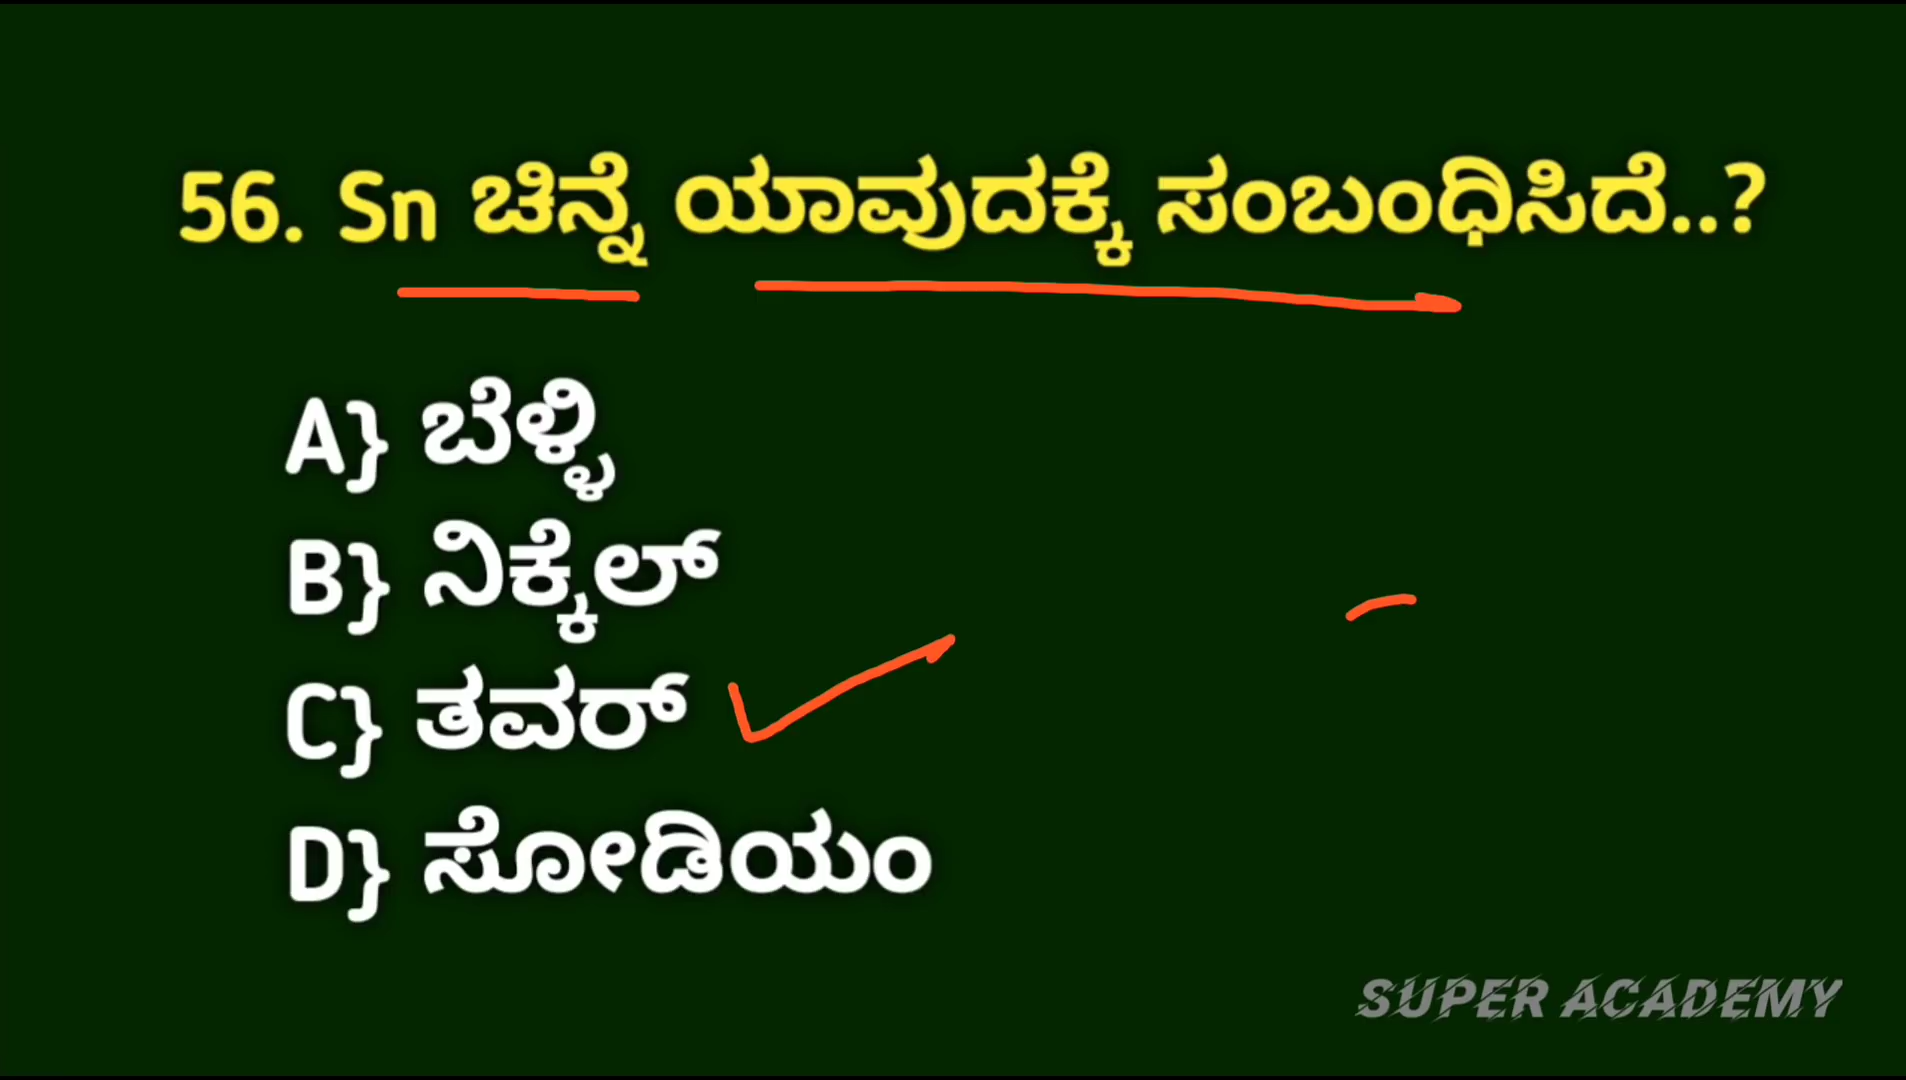 56. Sn ಚಿನ್ನೆ ಯಾವುದಕ್ಕೆ ಸಂಬಂಧಿಸಿದೆ..?
A} ಬೆಳ್ಳಿ
B} ನಿಕ್ಕೆಲ್
C} ತವರ್
D} ಸೋಡಿಯಂ
SUPER ACADEMY